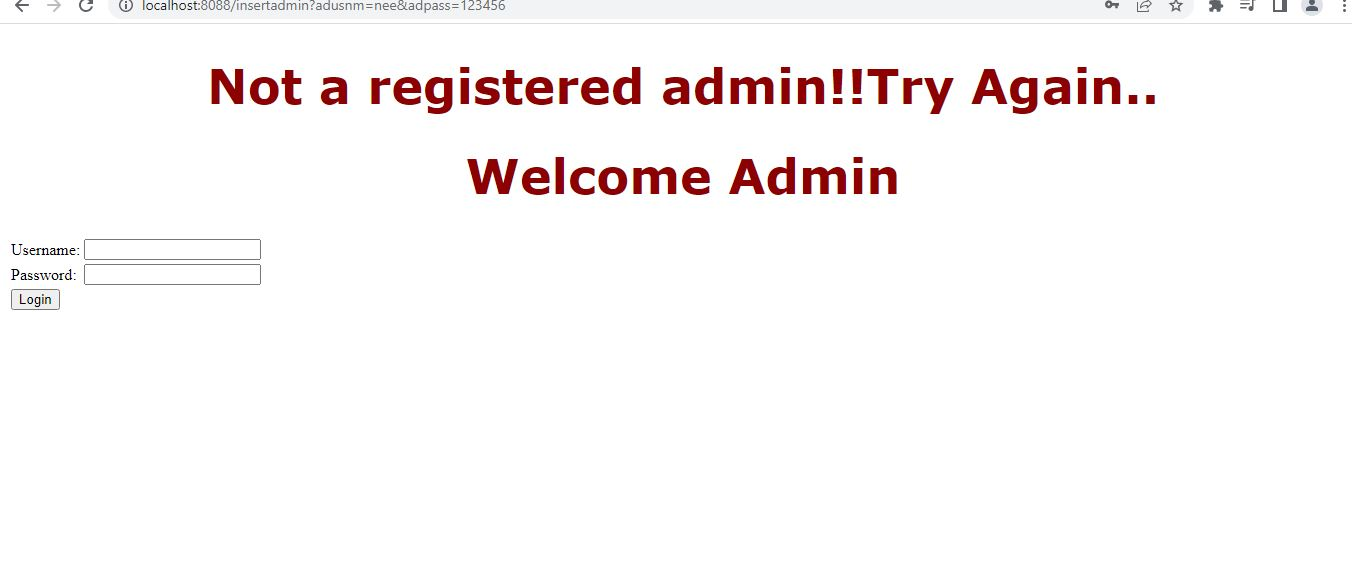 localhost:8088/insertadmin?adusnm=nee&adpass=123456
Not a registered admin!!Try Again..
Welcome Admin
Username:
Password:
Login